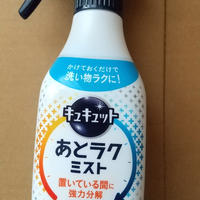 かけておくだけで
洗い物ラクに!
キュキュット
あとラク
ミスト
置いている間に
強力分解